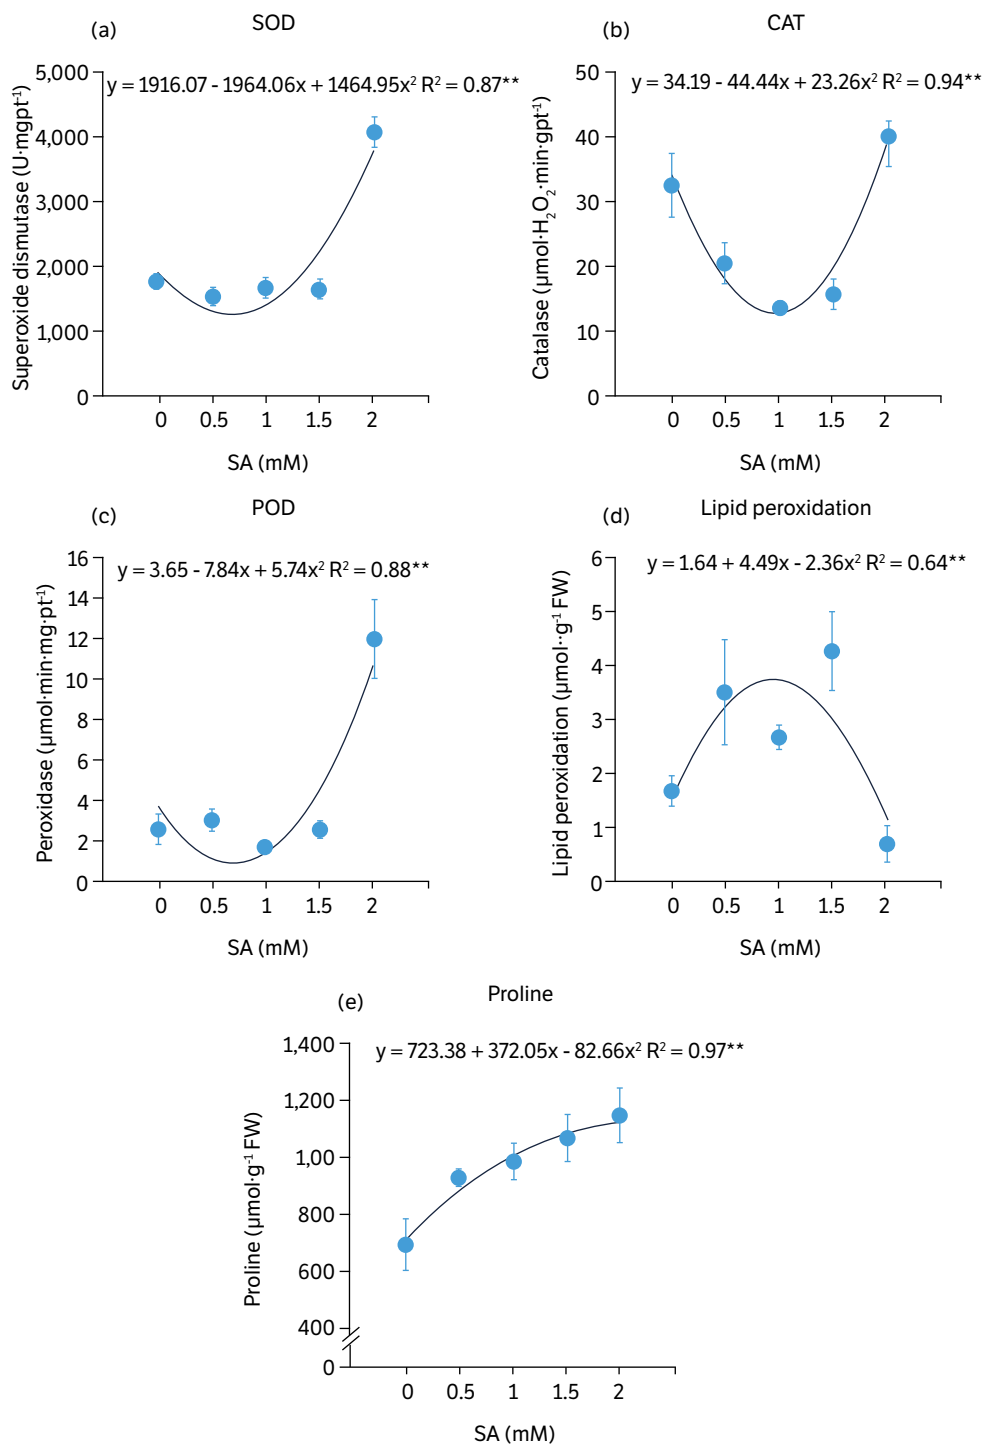 (a) SOD
y = 1916.07 - 1964.06x + 1464.95x² R² = 0.87**
Superoxide dismutase (U·mgpt⁻¹)
5,000
4,000
3,000
2,000
1,000
0
0 0.5 1 1.5 2
SA (mM)
(b) CAT
y = 34.19 - 44.44x + 23.26x² R² = 0.94**
Catalase (µmol·H₂O₂·min·gpt⁻¹)
50
40
30
20
10
0
0 0.5 1 1.5 2
SA (mM)
(c) POD
y = 3.65 - 7.84x + 5.74x² R² = 0.88**
Peroxidase (µmol·min·mg·pt⁻¹)
16
14
12
10
8
6
4
2
0
0 0.5 1 1.5 2
SA (mM)
(d) Lipid peroxidation
y = 1.64 + 4.49x - 2.36x² R² = 0.64**
Lipid peroxidation (µmol··g⁻¹ FW)
6
5
4
3
2
1
0
0 0.5 1 1.5 2
SA (mM)
(e) Proline
y = 723.38 + 372.05x - 82.66x² R² = 0.97**
Proline (µmol·g⁻¹ FW)
1,400
1,200
1,00
800
600
400
0
0 0.5 1 1.5 2
SA (mM)